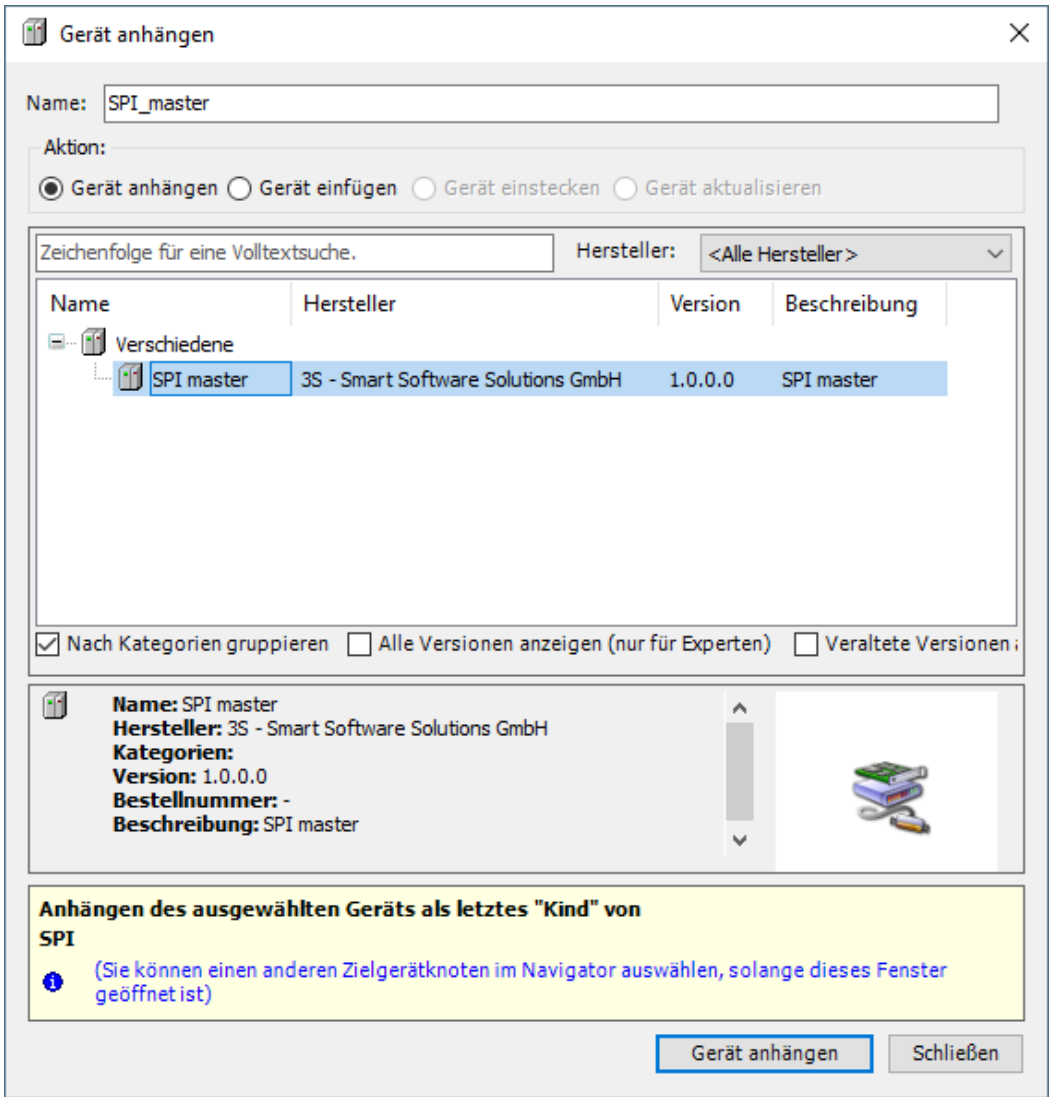 Gerät anhängen
Name: SPI_master
Aktion:
Gerät anhängen Gerät einfügen Gerät einstecken Gerät aktualisieren
Zeichenfolge für eine Volltextsuche. Hersteller: <Alle Hersteller>
Name Hersteller Version Beschreibung
Verschiedene
SPI master 3S - Smart Software Solutions GmbH 1.0.0.0 SPI master
Nach Kategorien gruppieren Alle Versionen anzeigen (nur für Experten) Veraltete Versionen
Name: SPI master
Hersteller: 3S - Smart Software Solutions GmbH
Kategorien:
Version: 1.0.0.0
Bestellnummer: -
Beschreibung: SPI master
Anhängen des ausgewählten Geräts als letztes "Kind" von
SPI
(Sie können einen anderen Zielgerätknoten im Navigator auswählen, solange dieses Fenster
geöffnet ist)
Gerät anhängen Schließen